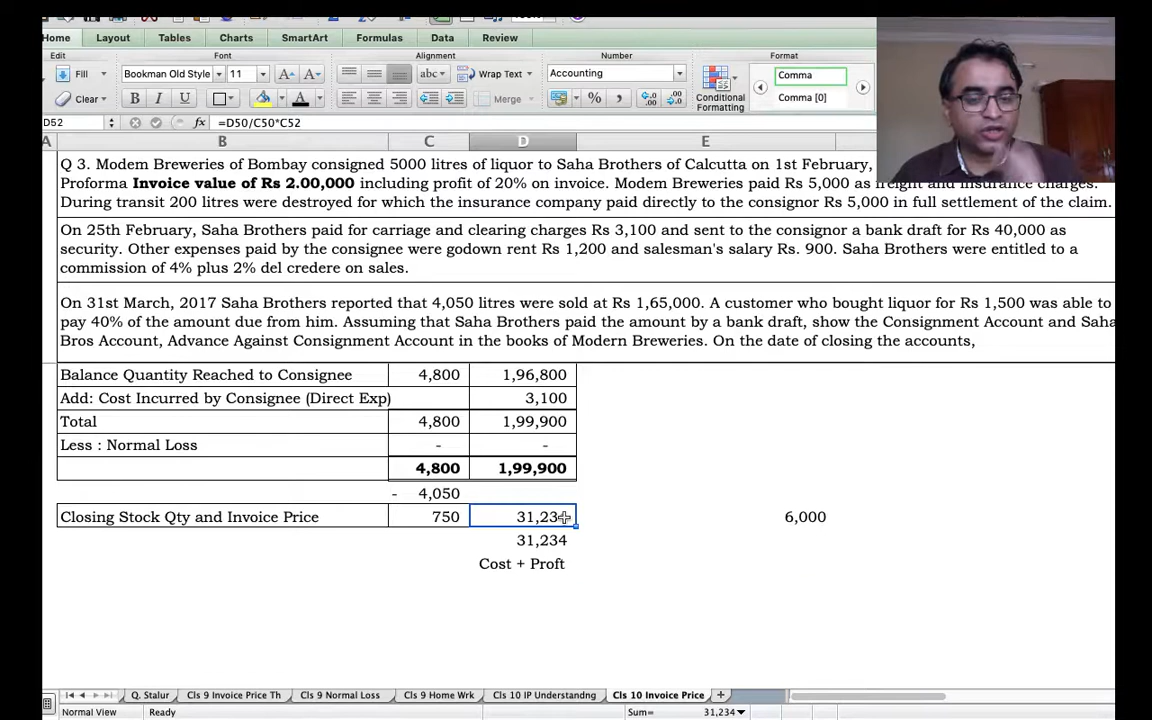 Home Layout Tables Charts SmartArt Formulas Data Review
Edit Font Alignment Number Format
Fill Bookman Old Style 11 A A abc Wrap Text Accounting Comma
Clear B I U A Merge % , Conditional Formatting Comma [0]
D52 fx =D50/C50*C52
A B C D E
Q 3. Modem Breweries of Bombay consigned 5000 litres of liquor to Saha Brothers of Calcutta on 1st February,
Proforma Invoice value of Rs 2.00,000 including profit of 20% on invoice. Modem Breweries paid Rs 5,000 as freight and insurance charges.
During transit 200 litres were destroyed for which the insurance company paid directly to the consignor Rs 5,000 in full settlement of the claim.
On 25th February, Saha Brothers paid for carriage and clearing charges Rs 3,100 and sent to the consignor a bank draft for Rs 40,000 as
security. Other expenses paid by the consignee were godown rent Rs 1,200 and salesman's salary Rs. 900. Saha Brothers were entitled to a
commission of 4% plus 2% del credere on sales.
On 31st March, 2017 Saha Brothers reported that 4,050 litres were sold at Rs 1,65,000. A customer who bought liquor for Rs 1,500 was able to
pay 40% of the amount due from him. Assuming that Saha Brothers paid the amount by a bank draft, show the Consignment Account and Saha
Bros Account, Advance Against Consignment Account in the books of Modern Breweries. On the date of closing the accounts,
Balance Quantity Reached to Consignee 4,800 1,96,800
Add: Cost Incurred by Consignee (Direct Exp) 3,100
Total 4,800 1,99,900
Less : Normal Loss - -
4,800 1,99,900
- 4,050
Closing Stock Qty and Invoice Price 750 31,234 6,000
31,234
Cost + Proft
Q. Stalur Cls 9 Invoice Price Th Cls 9 Normal Loss Cls 9 Home Wrk Cls 10 IP Understandng Cls 10 Invoice Price +
Normal View Ready Sum= 31,234